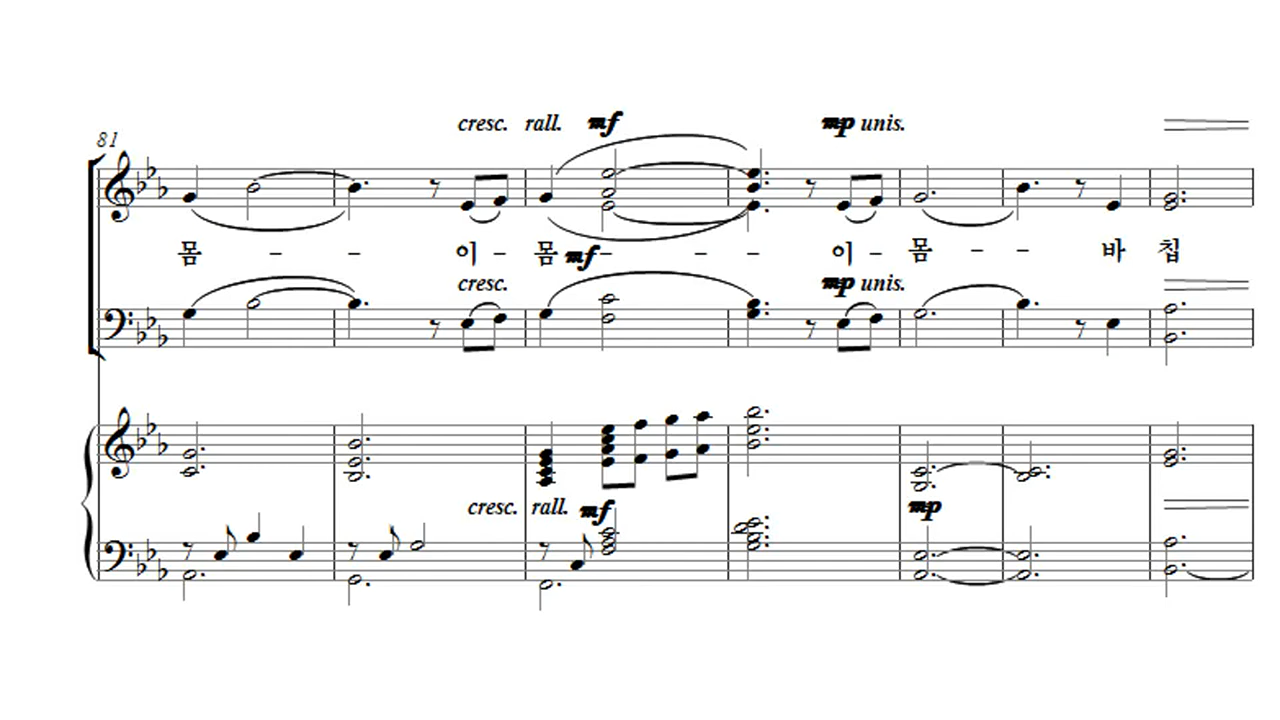 cresc. rall. mf mp unis.
81
몸 - - 이 - 몸 mf - - - 이 - 몸 - - 바 칩
cresc. mp unis.
cresc. rall. mf mp